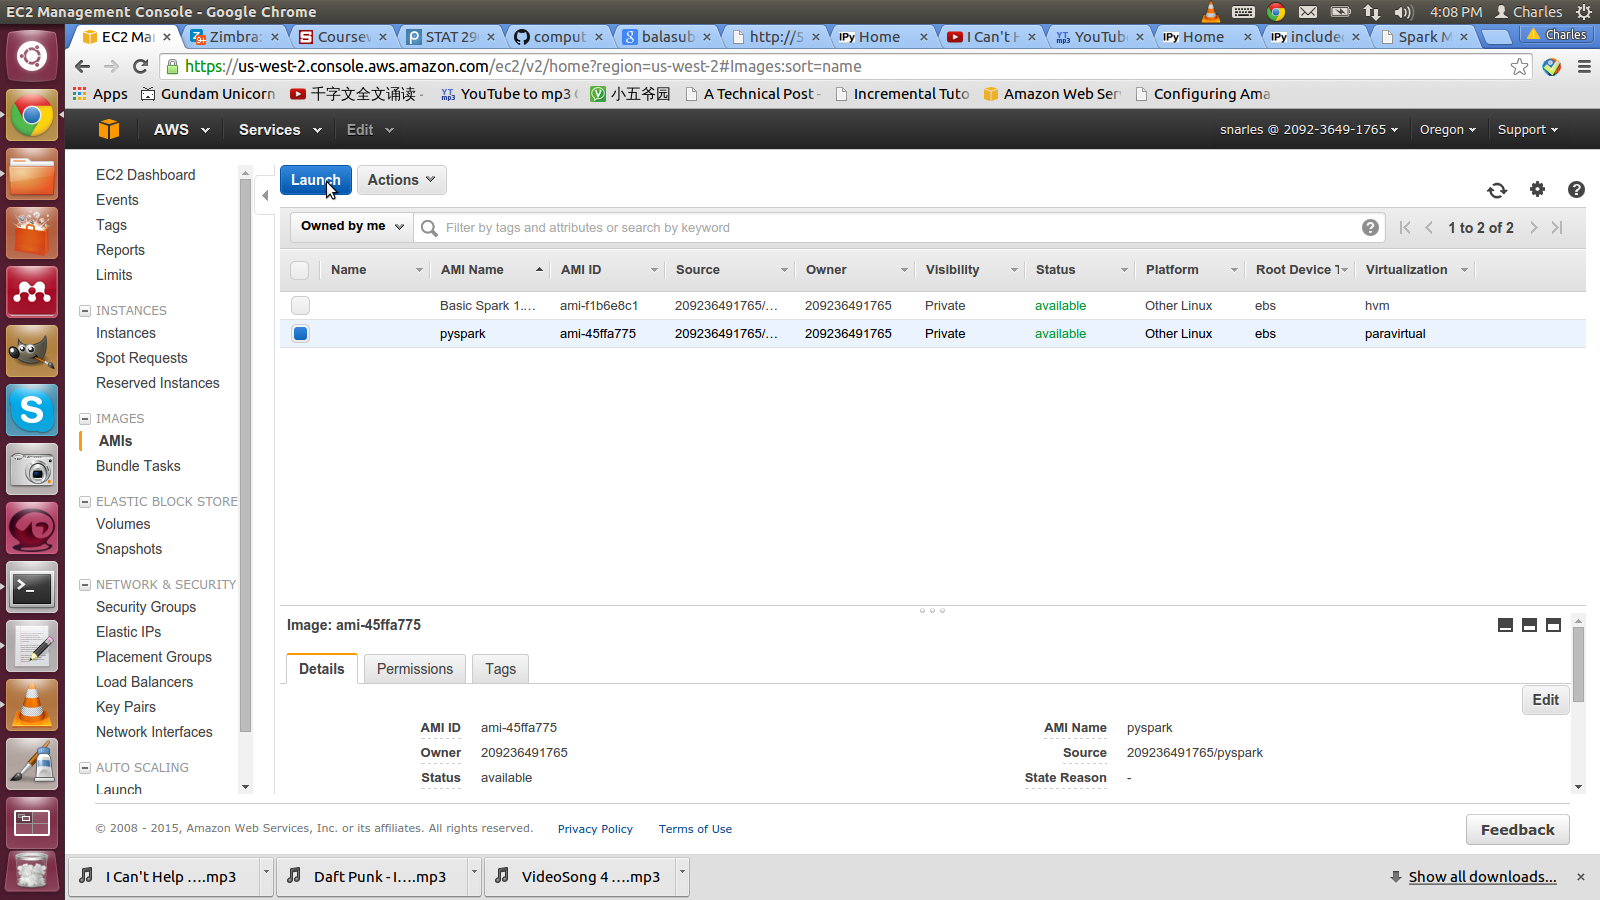 EC2 Management Console - Google Chrome
4:08 PM Charles
EC2 Mar
Zimbra:
Coursew
STAT 29
comput
balasub
http://5
IPy Home
I Can't H
YouTub
IPy Home
IPy include
Spark M
Charles
https://us-west-2.console.aws.amazon.com/ec2/v2/home?region=us-west-2#Images:sort=name
Apps
Gundam Unicorn
千字文全文诵读 -
YouTube to mp3
小五爷园
A Technical Post -
Incremental Tuto
Amazon Web Ser
Configuring Ama
AWS
Services
Edit
snarles @ 2092-3649-1765
Oregon
Support
EC2 Dashboard
Events
Tags
Reports
Limits
INSTANCES
Instances
Spot Requests
Reserved Instances
IMAGES
AMIs
Bundle Tasks
ELASTIC BLOCK STORE
Volumes
Snapshots
NETWORK & SECURITY
Security Groups
Elastic IPs
Placement Groups
Load Balancers
Key Pairs
Network Interfaces
AUTO SCALING
Launch
Launch
Actions
Owned by me
Filter by tags and attributes or search by keyword
1 to 2 of 2
Name AMI Name AMI ID Source Owner Visibility Status Platform Root Device T Virtualization
Basic Spark 1.... ami-f1b6e8c1 209236491765/... 209236491765 Private available Other Linux ebs hvm
pyspark ami-45ffa775 209236491765/... 209236491765 Private available Other Linux ebs paravirtual
Image: ami-45ffa775
Details
Permissions
Tags
Edit
AMI ID ami-45ffa775
AMI Name pyspark
Owner 209236491765
Source 209236491765/pyspark
Status available
State Reason -
© 2008 - 2015, Amazon Web Services, Inc. or its affiliates. All rights reserved.
Privacy Policy
Terms of Use
Feedback
I Can't Help ....mp3
Daft Punk - I....mp3
VideoSong 4 ....mp3
Show all downloads...